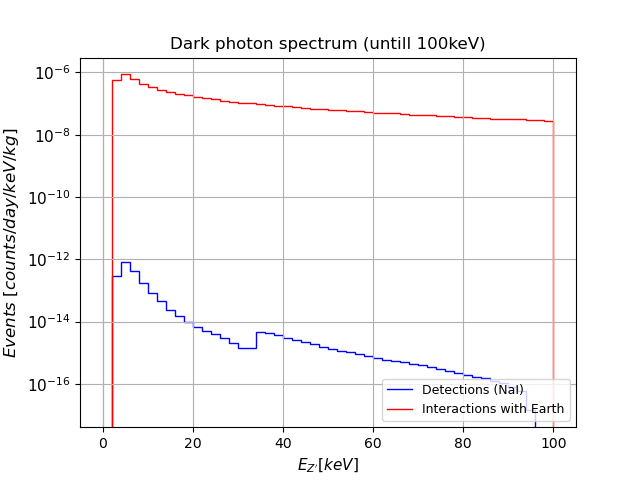 Dark photon spectrum (untill 100keV)
Events [counts/day/keV/kg]
10⁻⁶
10⁻⁸
10⁻¹⁰
10⁻¹²
10⁻¹⁴
10⁻¹⁶
Detections (NaI)
Interactions with Earth
0 20 40 60 80 100
E_Z'[keV]